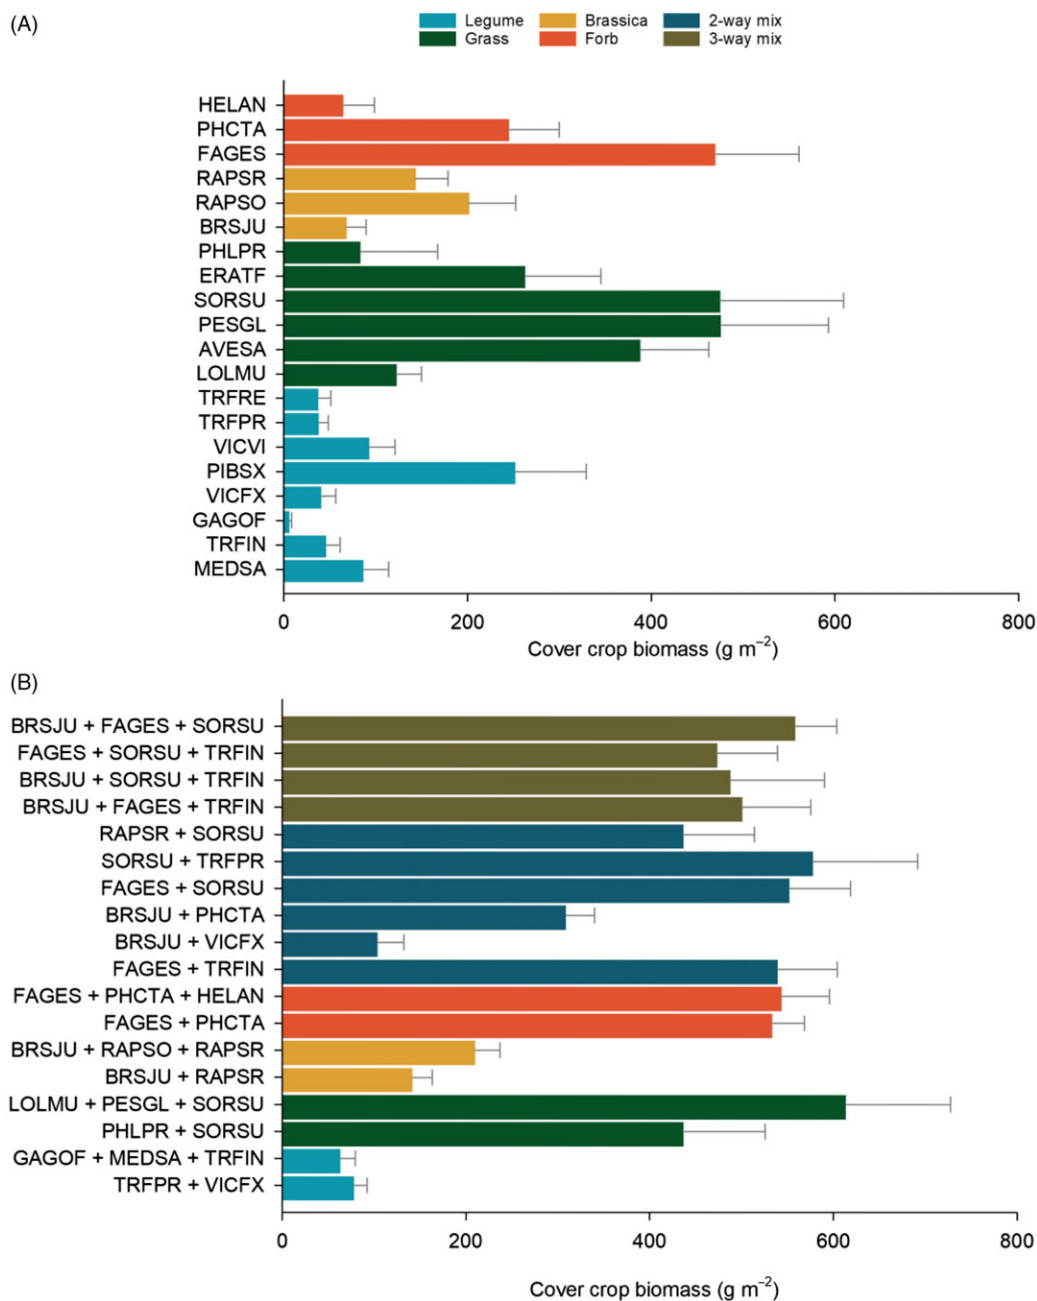 (A)
Legume Brassica 2-way mix
Grass Forb 3-way mix
HELAN
PHCTA
FAGES
RAPSR
RAPSO
BRSJU
PHLPR
ERATF
SORSU
PESGL
AVESA
LOLMU
TRFRE
TRFPR
VICVI
PIBSX
VICFX
GAGOF
TRFIN
MEDSA
0 200 400 600 800
Cover crop biomass (g m⁻²)
(B)
BRSJU + FAGES + SORSU
FAGES + SORSU + TRFIN
BRSJU + SORSU + TRFIN
BRSJU + FAGES + TRFIN
RAPSR + SORSU
SORSU + TRFPR
FAGES + SORSU
BRSJU + PHCTA
BRSJU + VICFX
FAGES + TRFIN
FAGES + PHCTA + HELAN
FAGES + PHCTA
BRSJU + RAPSO + RAPSR
BRSJU + RAPSR
LOLMU + PESGL + SORSU
PHLPR + SORSU
GAGOF + MEDSA + TRFIN
TRFPR + VICFX
0 200 400 600 800
Cover crop biomass (g m⁻²)